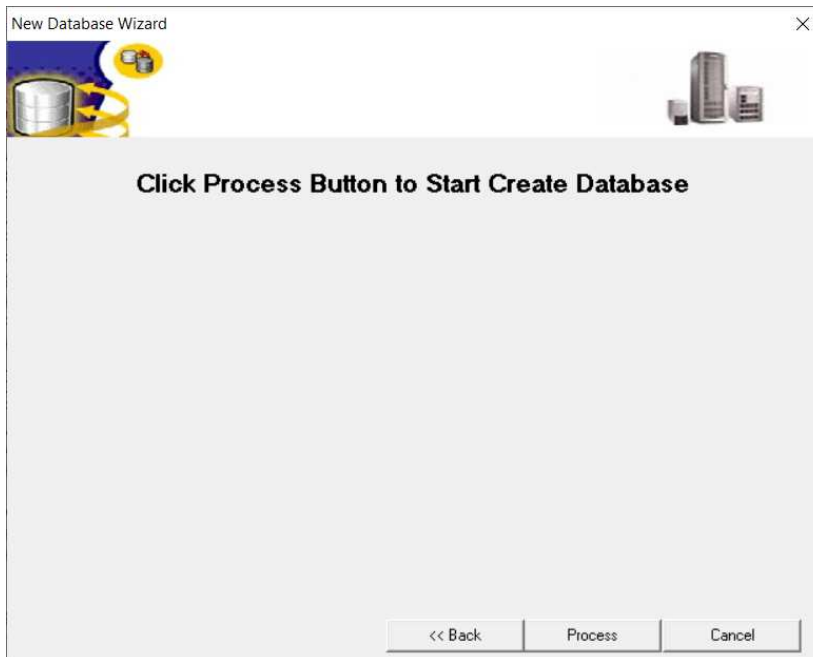 New Database Wizard
Click Process Button to Start Create Database
<< Back
Process
Cancel